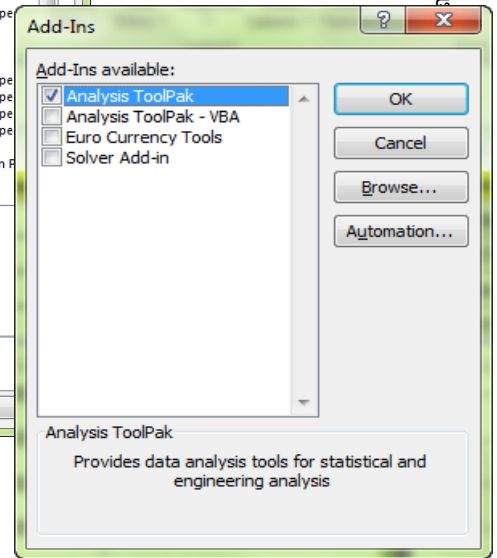 Add-Ins
Add-Ins available:
Analysis ToolPak
Analysis ToolPak - VBA
Euro Currency Tools
Solver Add-in
OK
Cancel
Browse...
Automation...
Analysis ToolPak
Provides data analysis tools for statistical and
engineering analysis